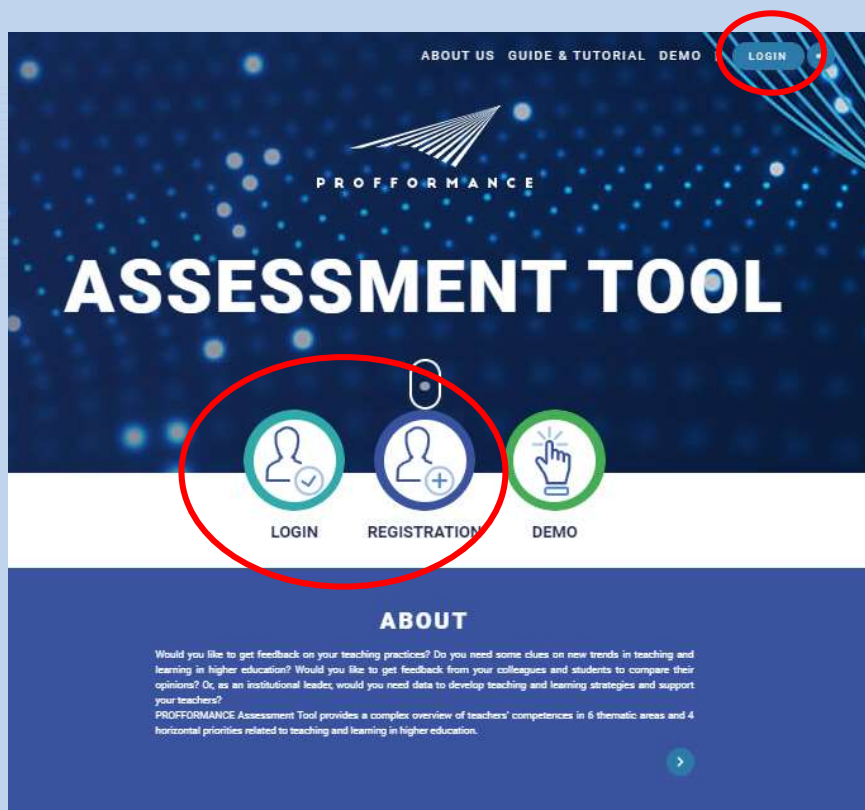 ABOUT US GUIDE & TUTORIAL DEMO LOGIN
PROFFORMANCE
ASSESSMENT TOOL
LOGIN REGISTRATION DEMO
ABOUT
Would you like to get feedback on your teaching practices? Do you need some clues on new trends in teaching and
learning in higher education? Would you like to get feedback from your colleagues and students to compare their
opinions? Or, as an institutional leader, would you need data to develop teaching and learning strategies and support
your teachers?
PROFFORMANCE Assessment Tool provides a complex overview of teachers' competences in 6 thematic areas and 4
horizontal priorities related to teaching and learning in higher education.